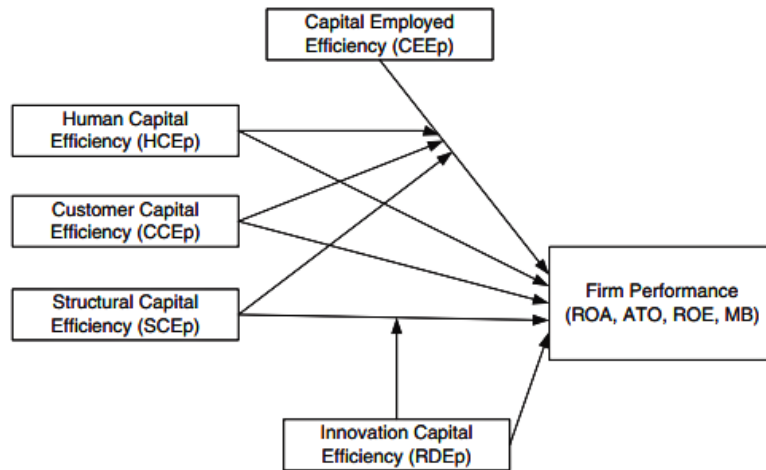 Capital Employed
Efficiency (CEEp)
Human Capital
Efficiency (HCEp)
Customer Capital
Efficiency (CCEp)
Structural Capital
Efficiency (SCEp)
Firm Performance
(ROA, ATO, ROE, MB)
Innovation Capital
Efficiency (RDEp)